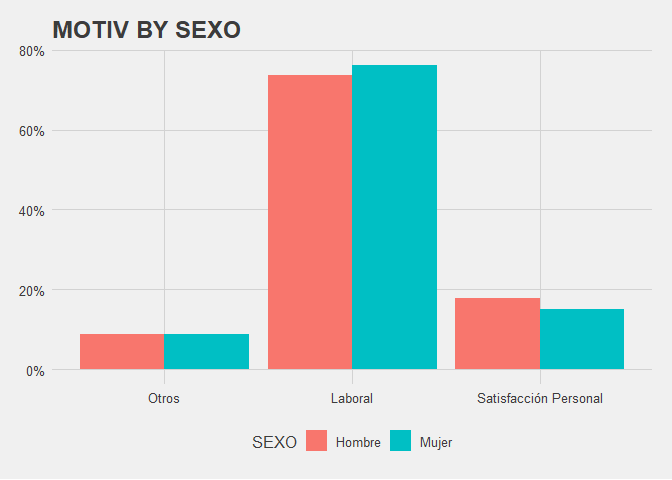 MOTIV BY SEXO
80%
60%
40%
20%
0%
Otros Laboral Satisfacción Personal
SEXO Hombre Mujer